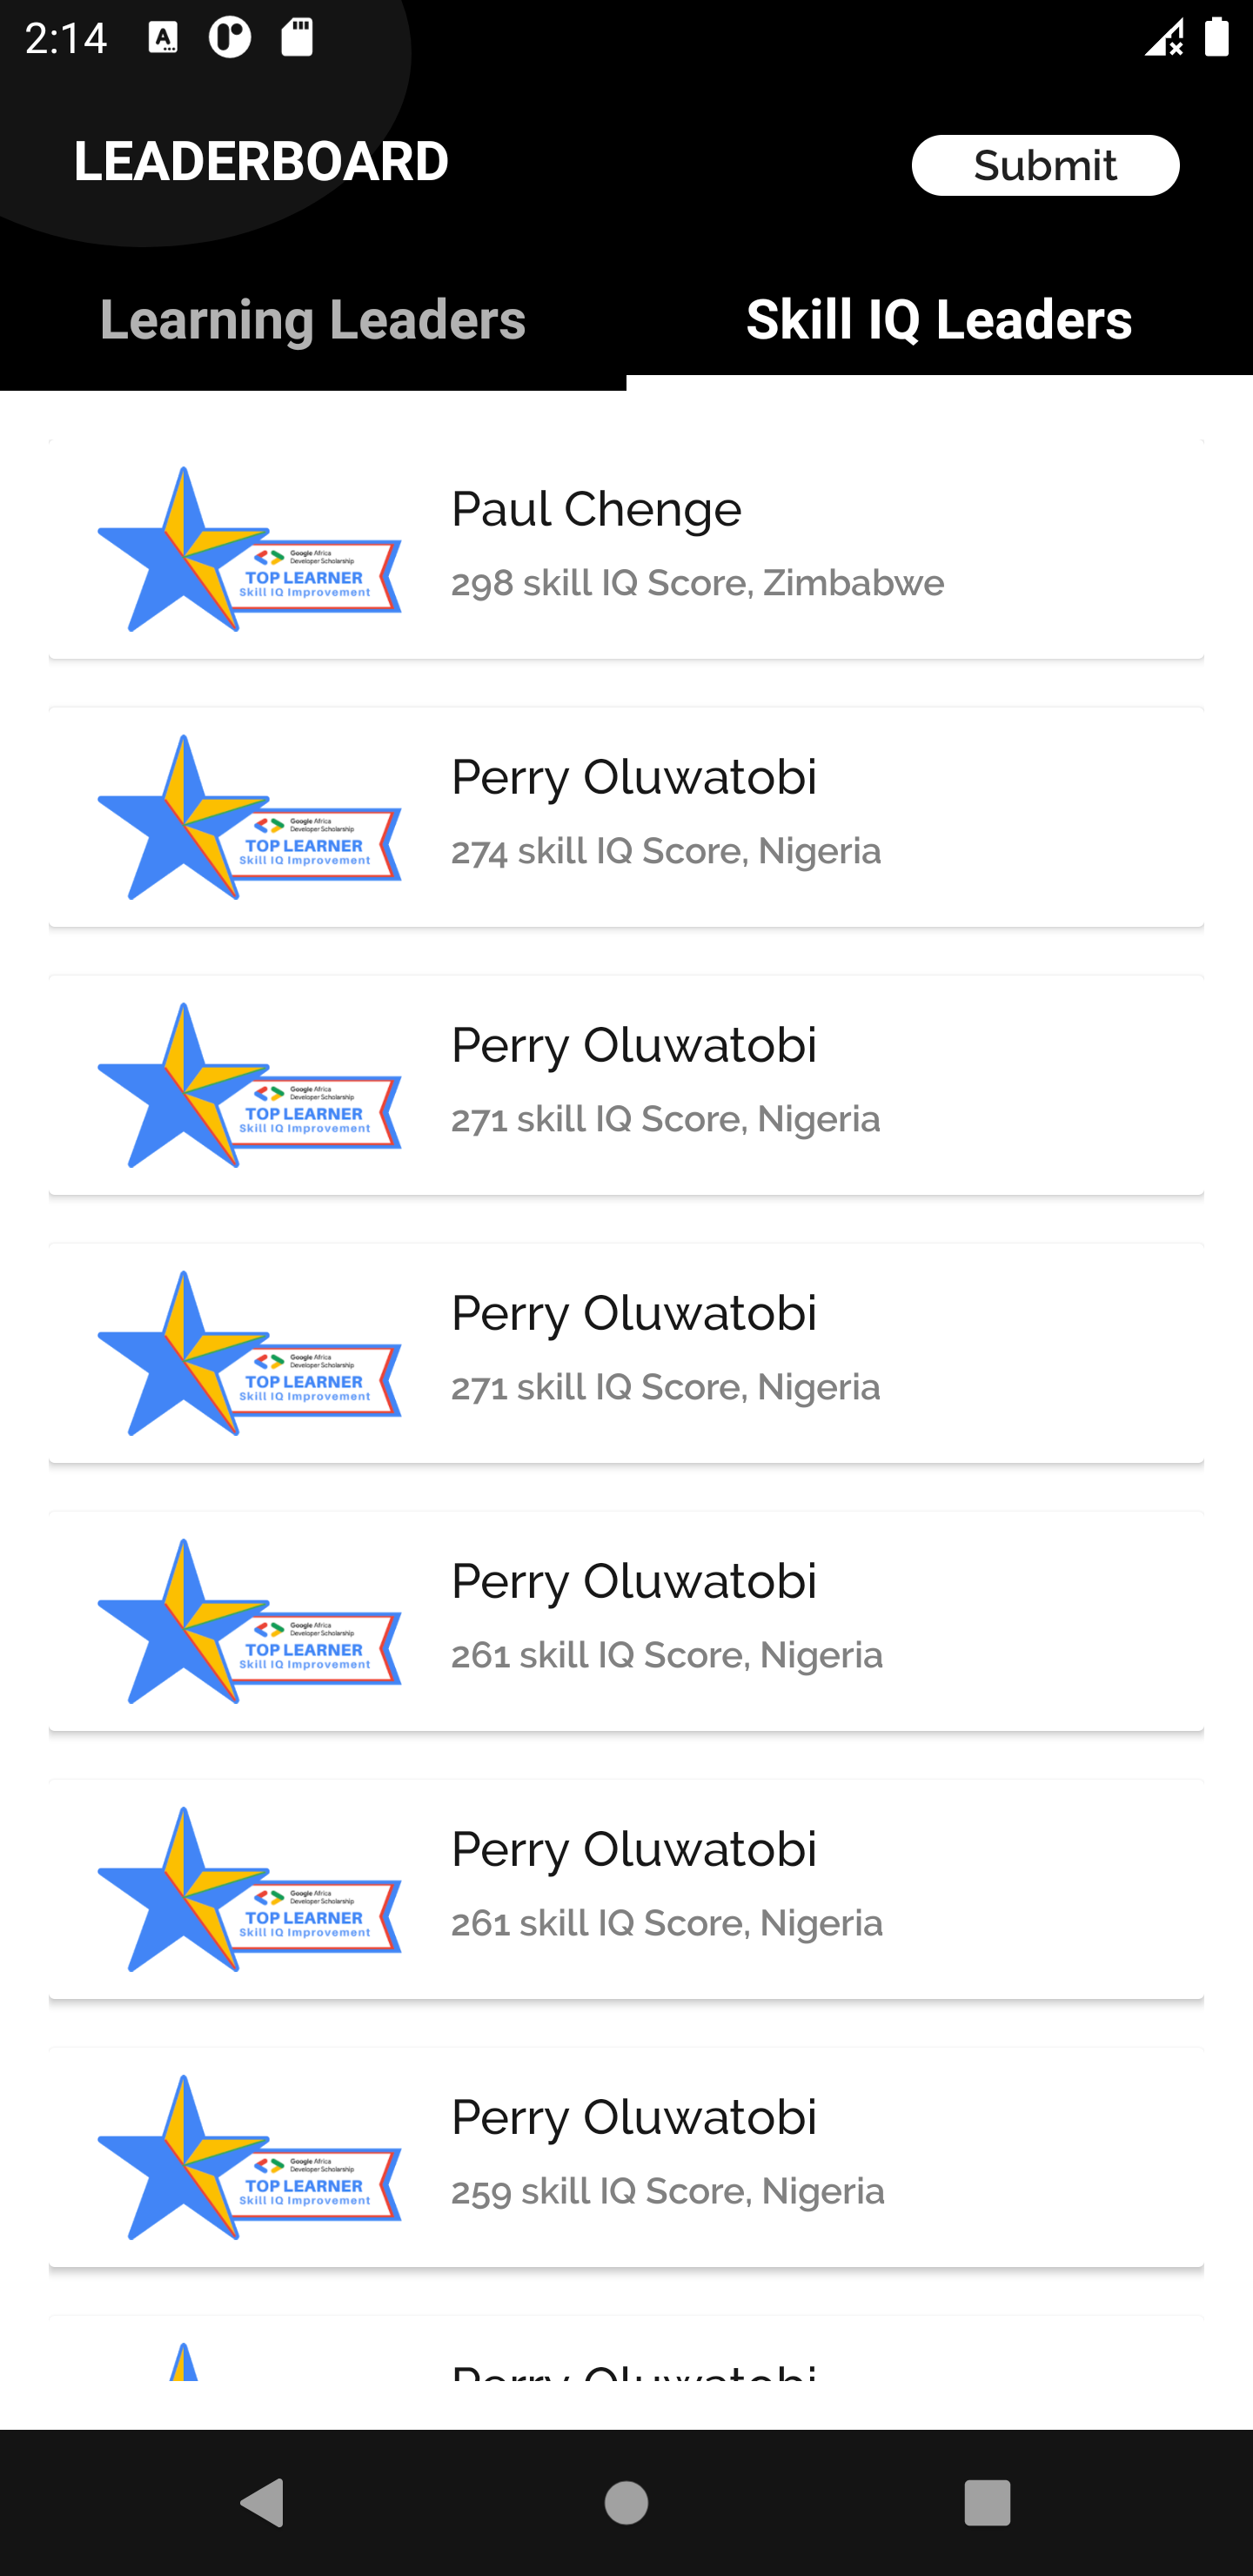 2:14
LEADERBOARD
Submit
Learning Leaders
Skill IQ Leaders
Google Africa
Developer Scholarship
TOP LEARNER
Skill IQ Improvement
Paul Chenge
298 skill IQ Score, Zimbabwe
Google Africa
Developer Scholarship
TOP LEARNER
Skill IQ Improvement
Perry Oluwatobi
274 skill IQ Score, Nigeria
Google Africa
Developer Scholarship
TOP LEARNER
Skill IQ Improvement
Perry Oluwatobi
271 skill IQ Score, Nigeria
Google Africa
Developer Scholarship
TOP LEARNER
Skill IQ Improvement
Perry Oluwatobi
271 skill IQ Score, Nigeria
Google Africa
Developer Scholarship
TOP LEARNER
Skill IQ Improvement
Perry Oluwatobi
261 skill IQ Score, Nigeria
Google Africa
Developer Scholarship
TOP LEARNER
Skill IQ Improvement
Perry Oluwatobi
261 skill IQ Score, Nigeria
Google Africa
Developer Scholarship
TOP LEARNER
Skill IQ Improvement
Perry Oluwatobi
259 skill IQ Score, Nigeria
Perry Oluwatobi